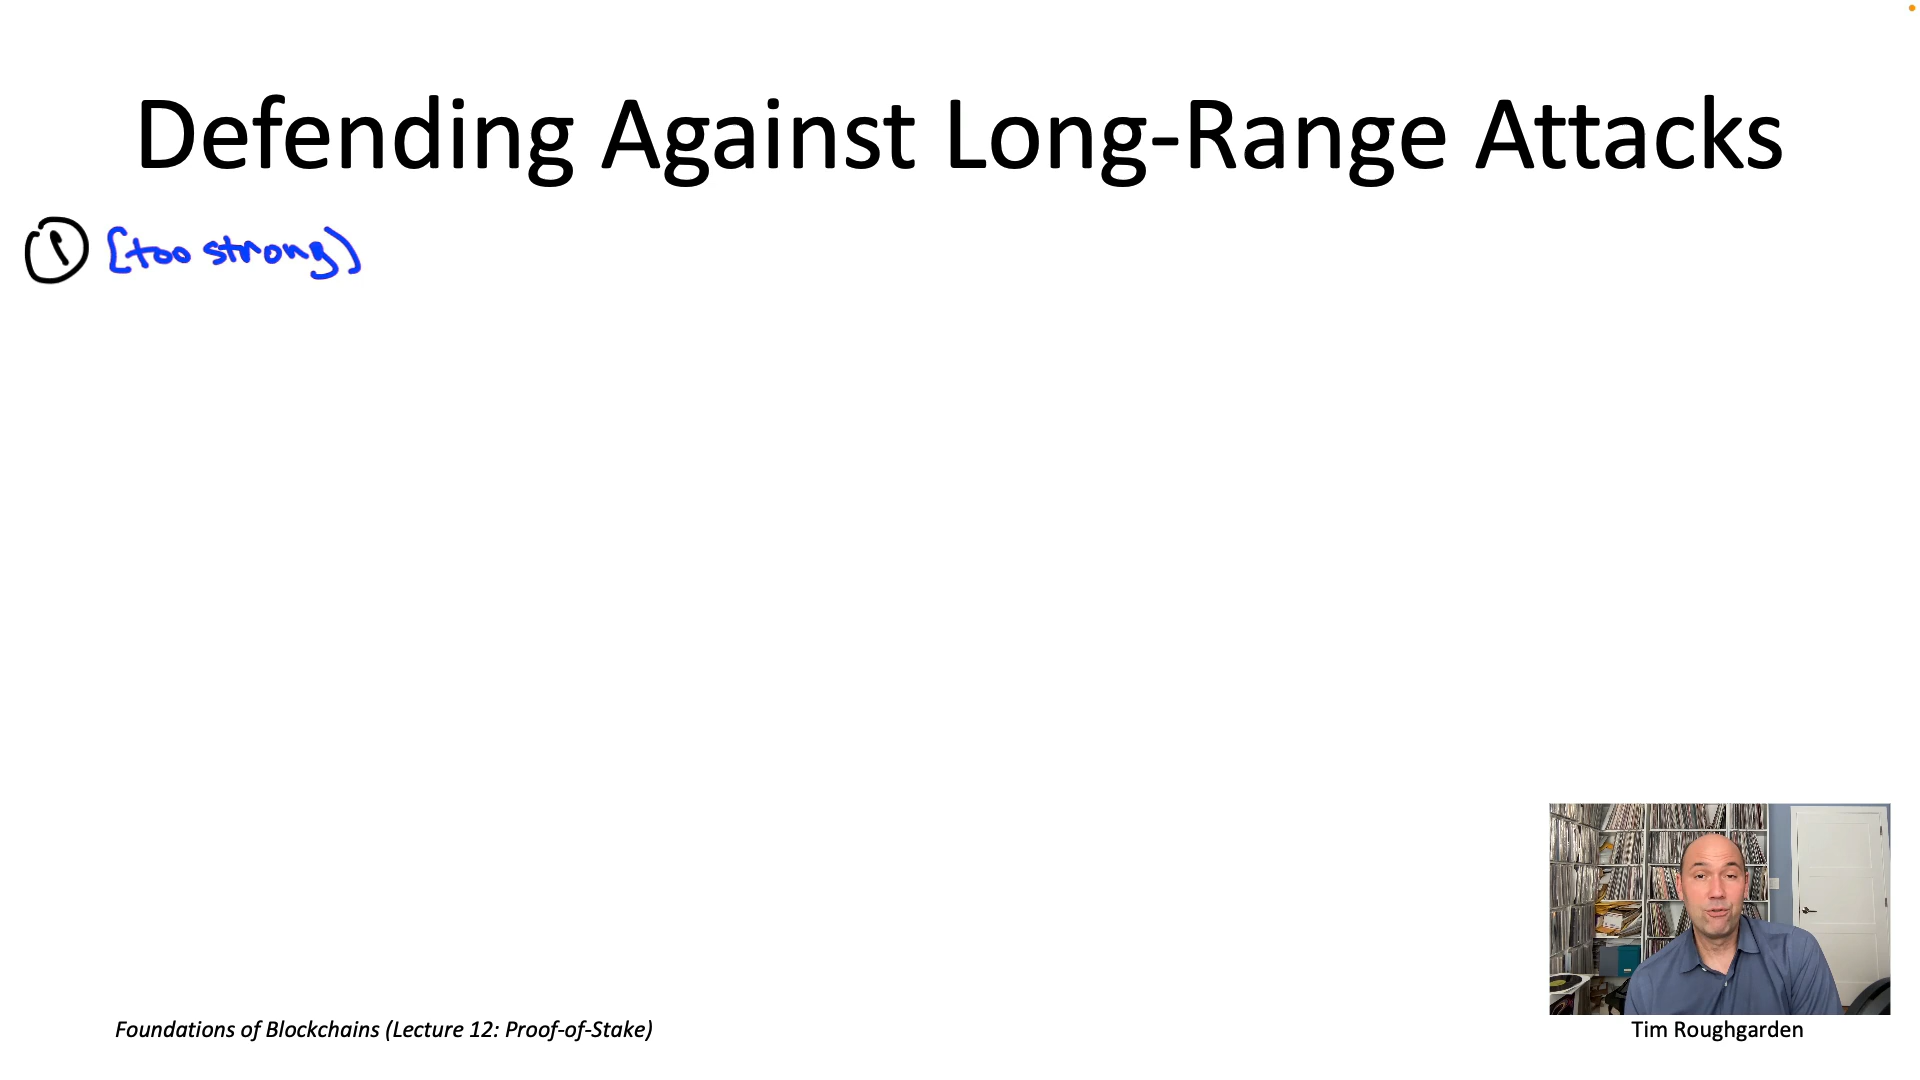 Defending Against Long-Range Attacks
① [too strong)
Foundations of Blockchains (Lecture 12: Proof-of-Stake)
Tim Roughgarden